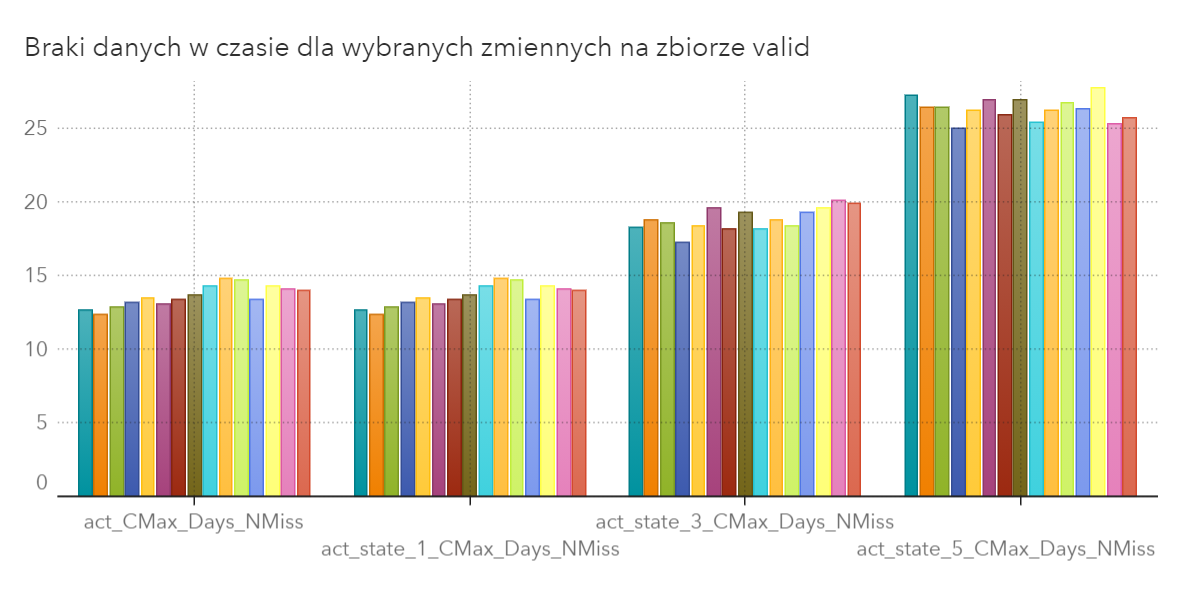 Braki danych w czasie dla wybranych zmiennych na zbiorze valid
25
20
15
10
5
0
act_CMax_Days_NMiss
act_state_1_CMax_Days_NMiss
act_state_3_CMax_Days_NMiss
act_state_5_CMax_Days_NMiss